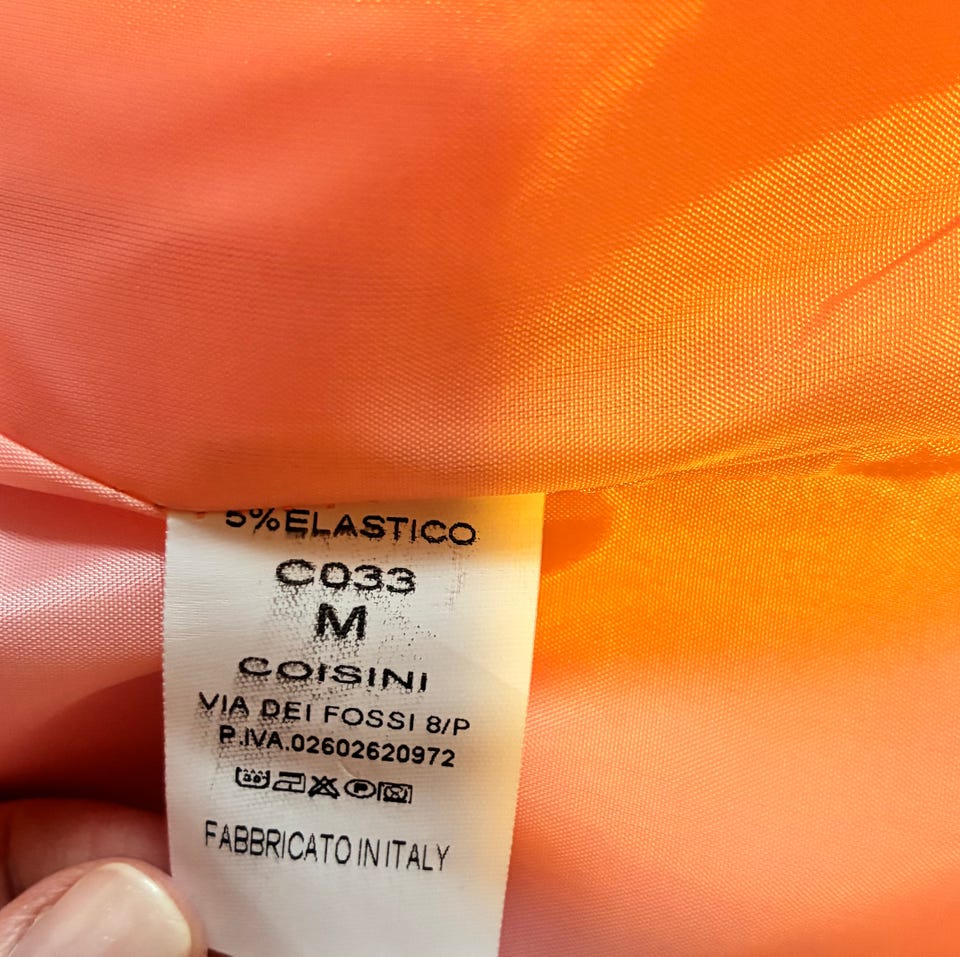 5% ELASTICO
C033
M
COISINI
VIA DEI FOSSI 8/P
P.IVA.02602620972
FABBRICATO IN ITALY